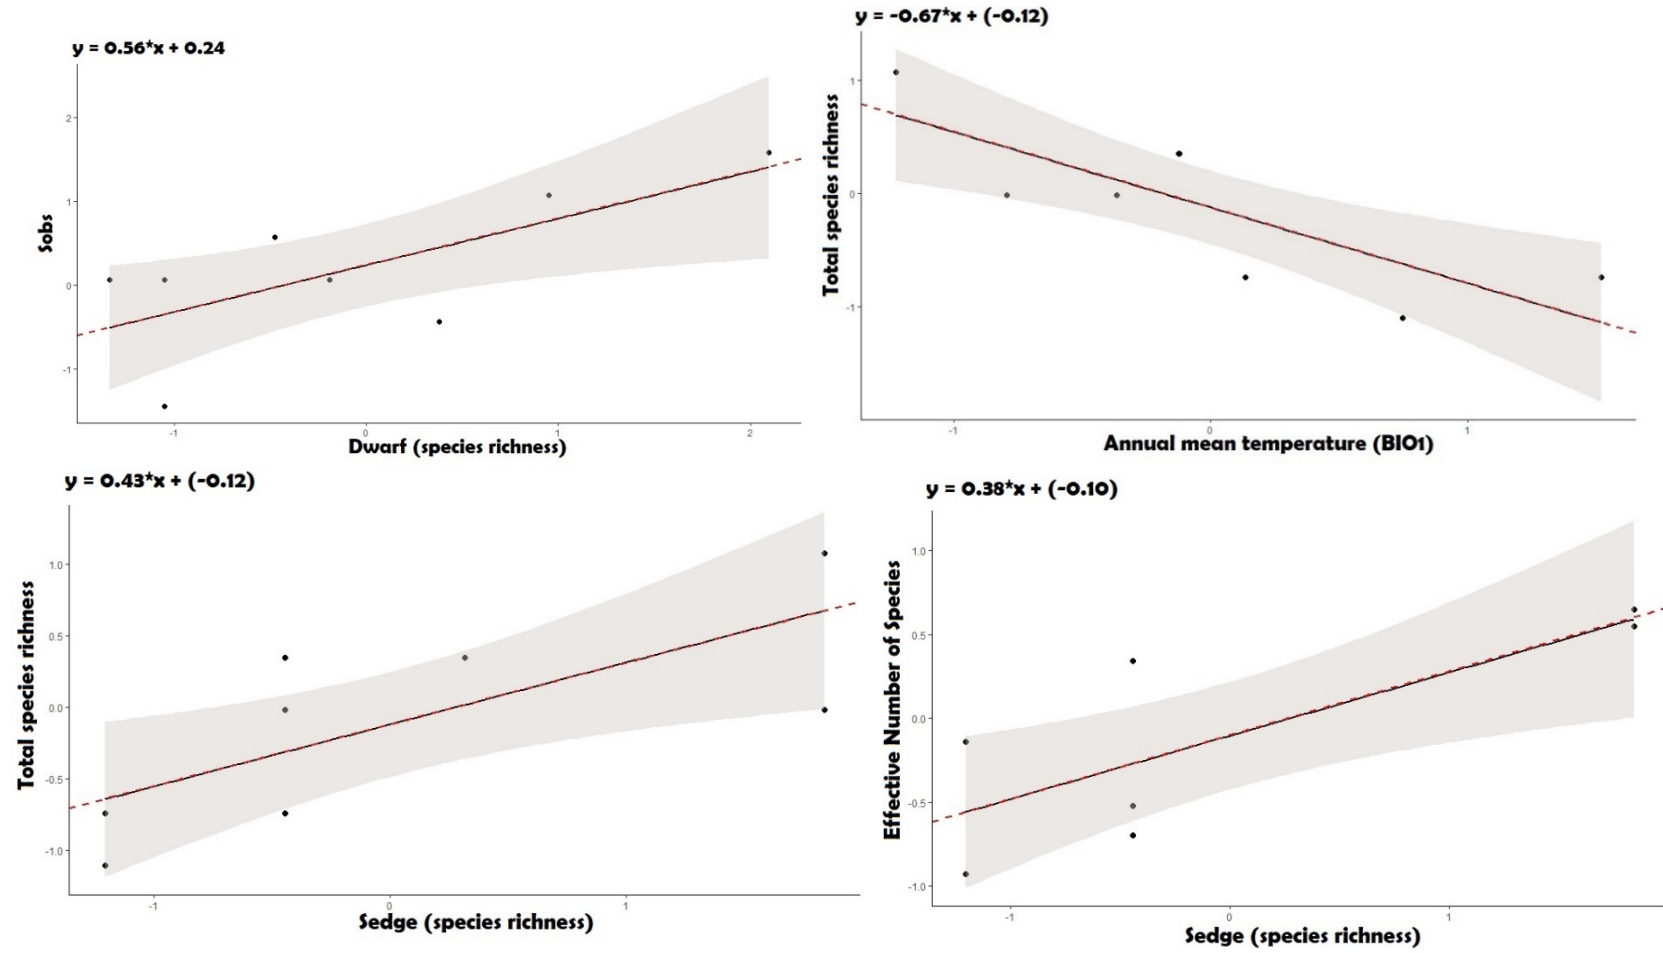 y = 0.56*x + 0.24
Sobs
2
1
0
-1
-1
0
1
2
Dwarf (species richness)
y = -0.67*x + (-0.12)
Total species richness
1
0
-1
-1
0
1
Annual mean temperature (BIO1)
y = 0.43*x + (-0.12)
Total species richness
1.0
0.5
0.0
-0.5
-1.0
-1
0
1
Sedge (species richness)
y = 0.38*x + (-0.10)
Effective Number of Species
1.0
0.5
0.0
-0.5
-1.0
-1
0
1
Sedge (species richness)